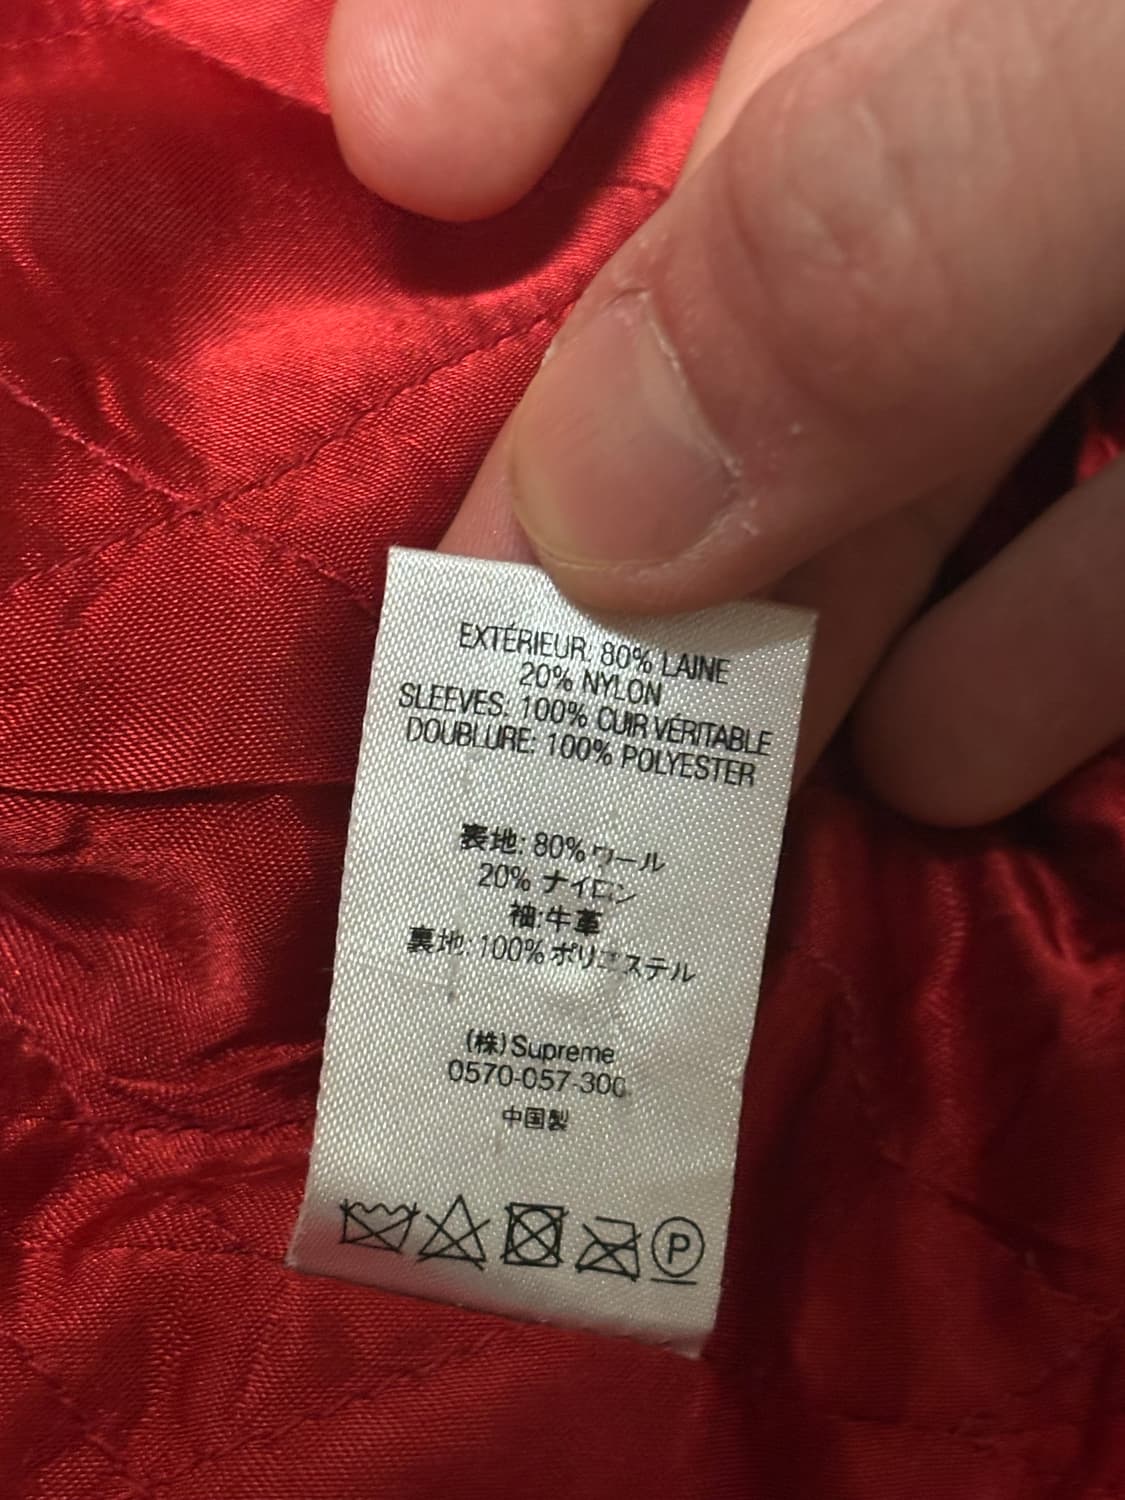 EXTÉRIEUR: 80% LAINE
20% NYLON
SLEEVES: 100% CUIR VÉRITABLE
DOUBLURE: 100% POLYESTER
表地: 80% ウール
20% ナイロン
袖:牛革
裏地: 100% ポリエステル
(株) Supreme
0570-057-300
中国製
P